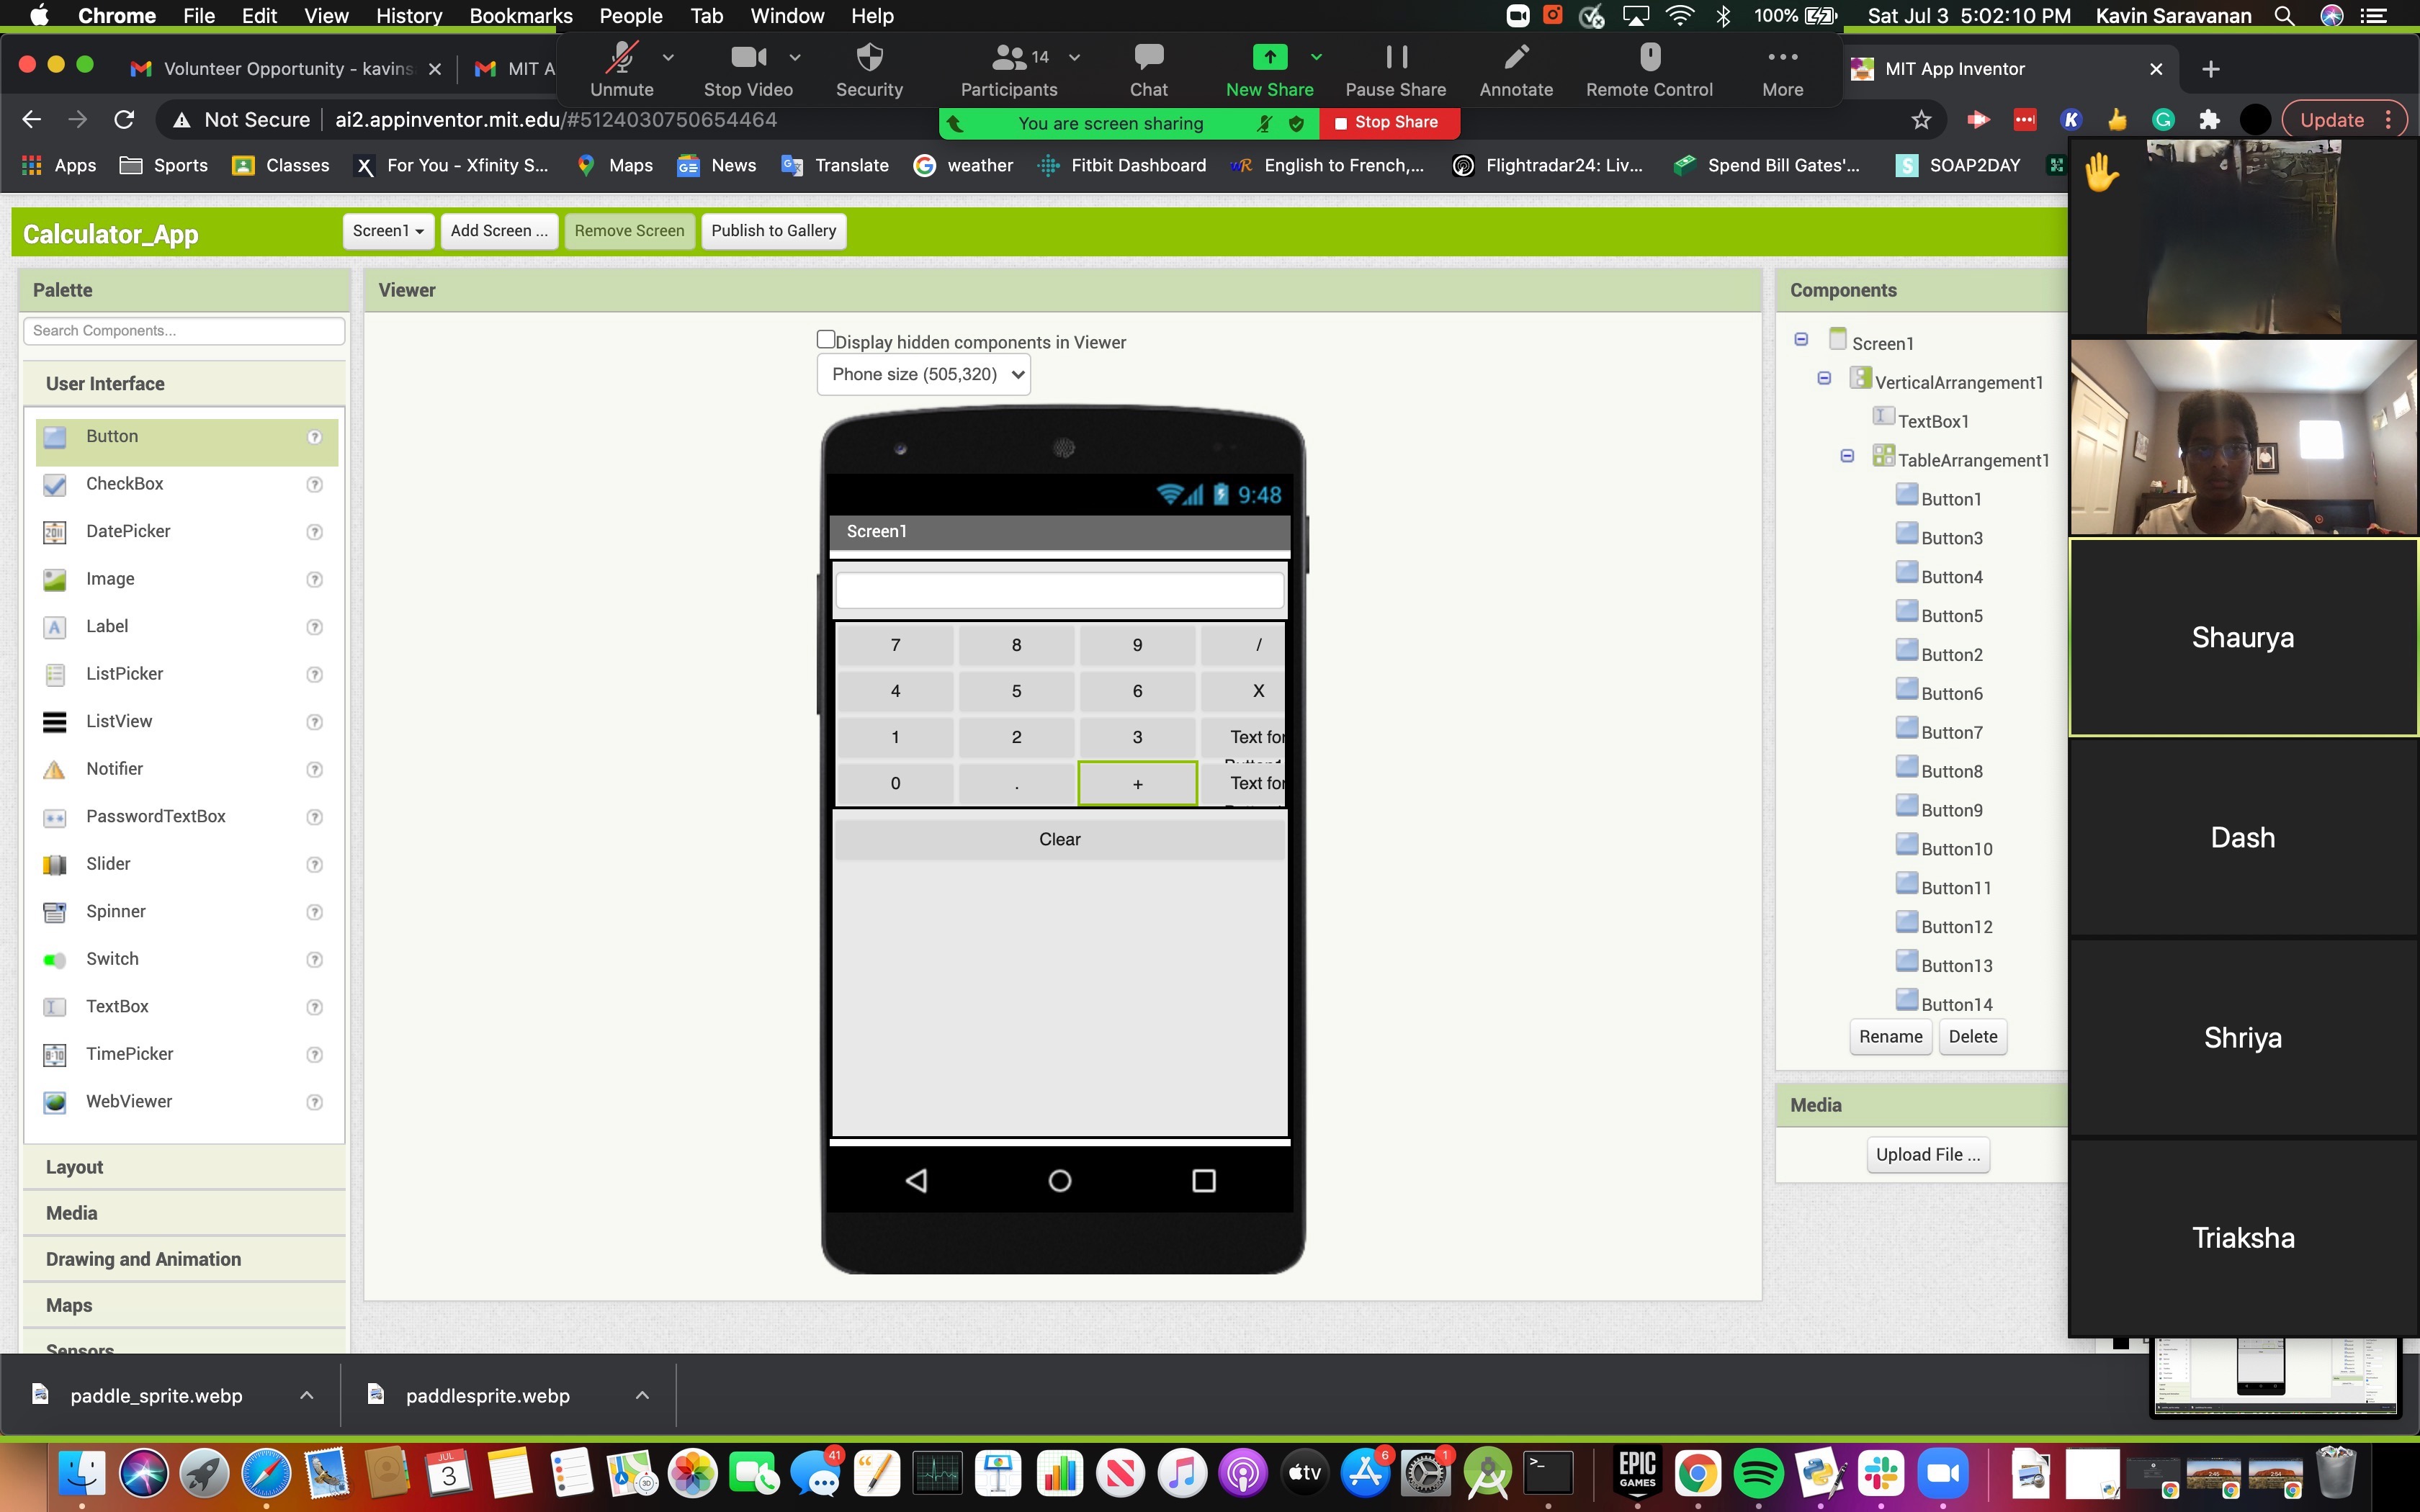 Chrome File Edit View History Bookmarks People Tab Window Help 100% Sat Jul 3 5:02:10 PM Kavin Saravanan
Volunteer Opportunity - kavins
MIT A
MIT App Inventor
Unmute Stop Video Security Participants 14 Chat New Share Pause Share Annotate Remote Control More
Not Secure ai2.appinventor.mit.edu/#5124030750654464
You are screen sharing Stop Share
Update
Apps Sports Classes For You - Xfinity S... Maps News Translate weather Fitbit Dashboard English to French,... Flightradar24: Liv... Spend Bill Gates'... SOAP2DAY
Calculator_App
Screen1 Add Screen ... Remove Screen Publish to Gallery
Palette
Search Components...
User Interface
Button
CheckBox
DatePicker
Image
Label
ListPicker
ListView
Notifier
PasswordTextBox
Slider
Spinner
Switch
TextBox
TimePicker
WebViewer
Layout
Media
Drawing and Animation
Maps
Sensors
Viewer
Display hidden components in Viewer
Phone size (505,320)
9:48
Screen1
7 8 9 /
4 5 6 X
1 2 3 Text for
0 . + Text for
Clear
Components
Screen1
VerticalArrangement1
TextBox1
TableArrangement1
Button1
Button3
Button4
Button5
Button2
Button6
Button7
Button8
Button9
Button10
Button11
Button12
Button13
Button14
Rename Delete
Media
Upload File ...
Shaurya
Dash
Shriya
Triaksha
paddle_sprite.webp
paddlesprite.webp
JUL
3
41
tv
6
1
EPIC
GAMES